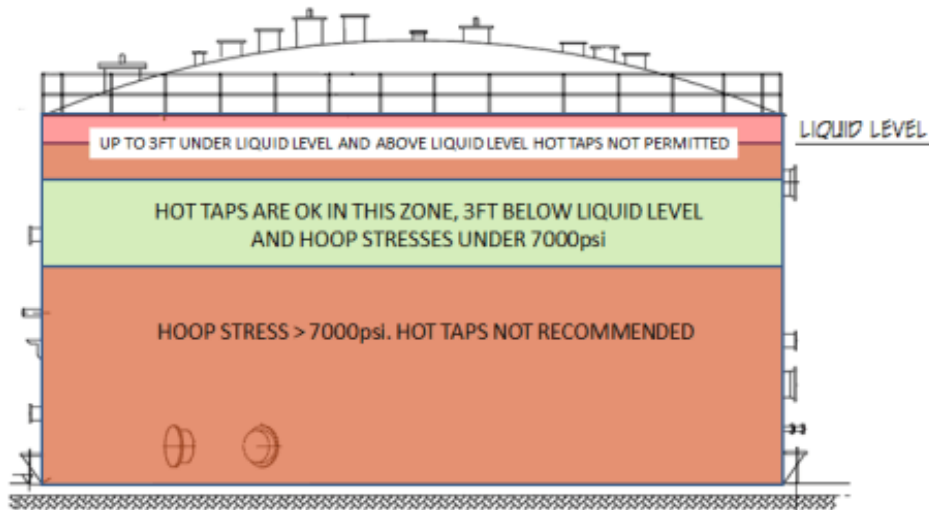 UP TO 3FT UNDER LIQUID LEVEL AND ABOVE LIQUID LEVEL HOT TAPS NOT PERMITTED
LIQUID LEVEL
HOT TAPS ARE OK IN THIS ZONE, 3FT BELOW LIQUID LEVEL
AND HOOP STRESSES UNDER 7000psi
HOOP STRESS > 7000psi. HOT TAPS NOT RECOMMENDED